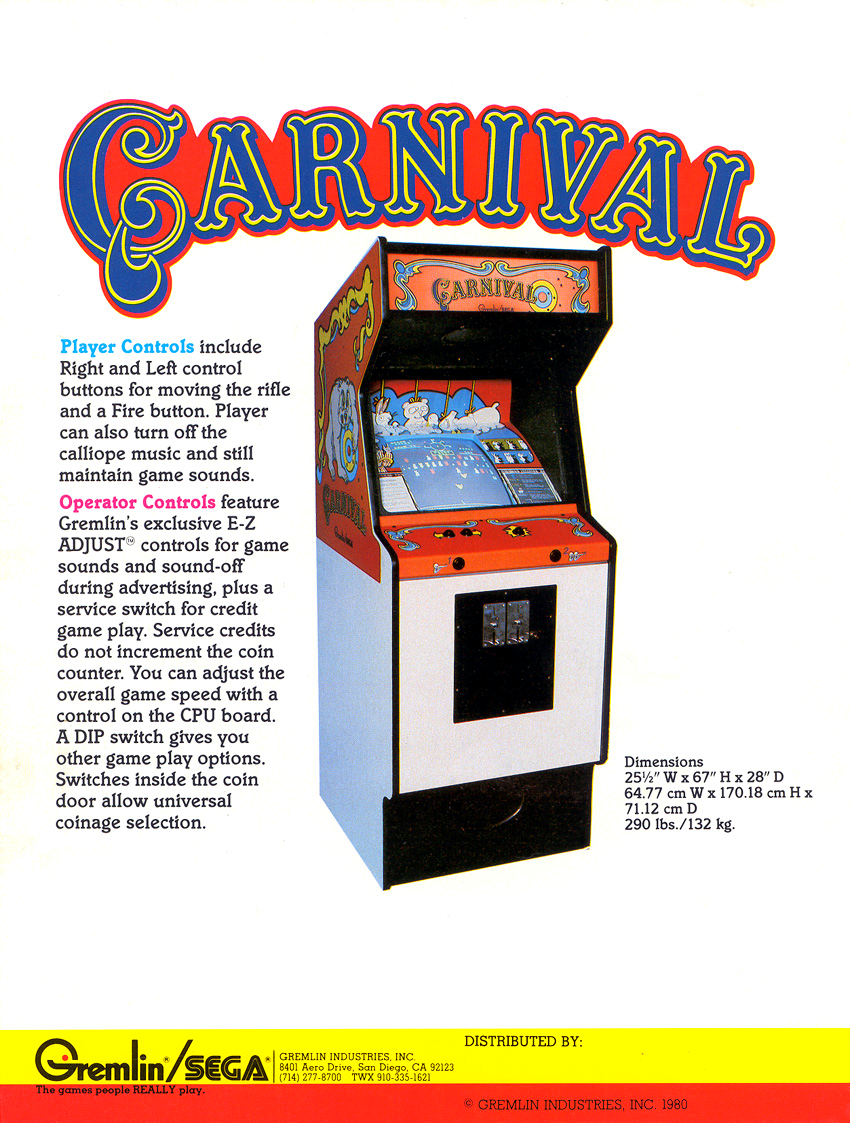 CARNIVAL
CARNIVAL
Gremlin/SEGA
CARNIVAL
Player Controls include
Right and Left control
buttons for moving the rifle
and a Fire button. Player
can also turn off the
calliope music and still
maintain game sounds.
Operator Controls feature
Gremlin's exclusive E-Z
ADJUST™ controls for game
sounds and sound-off
during advertising, plus a
service switch for credit
game play. Service credits
do not increment the coin
counter. You can adjust the
overall game speed with a
control on the CPU board.
A DIP switch gives you
other game play options.
Switches inside the coin
door allow universal
coinage selection.
1
2
Dimensions
25½″ W x 67″ H x 28″ D
64.77 cm W x 170.18 cm H x
71.12 cm D
290 lbs./132 kg.
DISTRIBUTED BY:
Gremlin®/SEGA®
GREMLIN INDUSTRIES, INC.
8401 Aero Drive, San Diego, CA 92123
(714) 277-8700 TWX 910-335-1621
The games people REALLY play.
© GREMLIN INDUSTRIES, INC. 1980